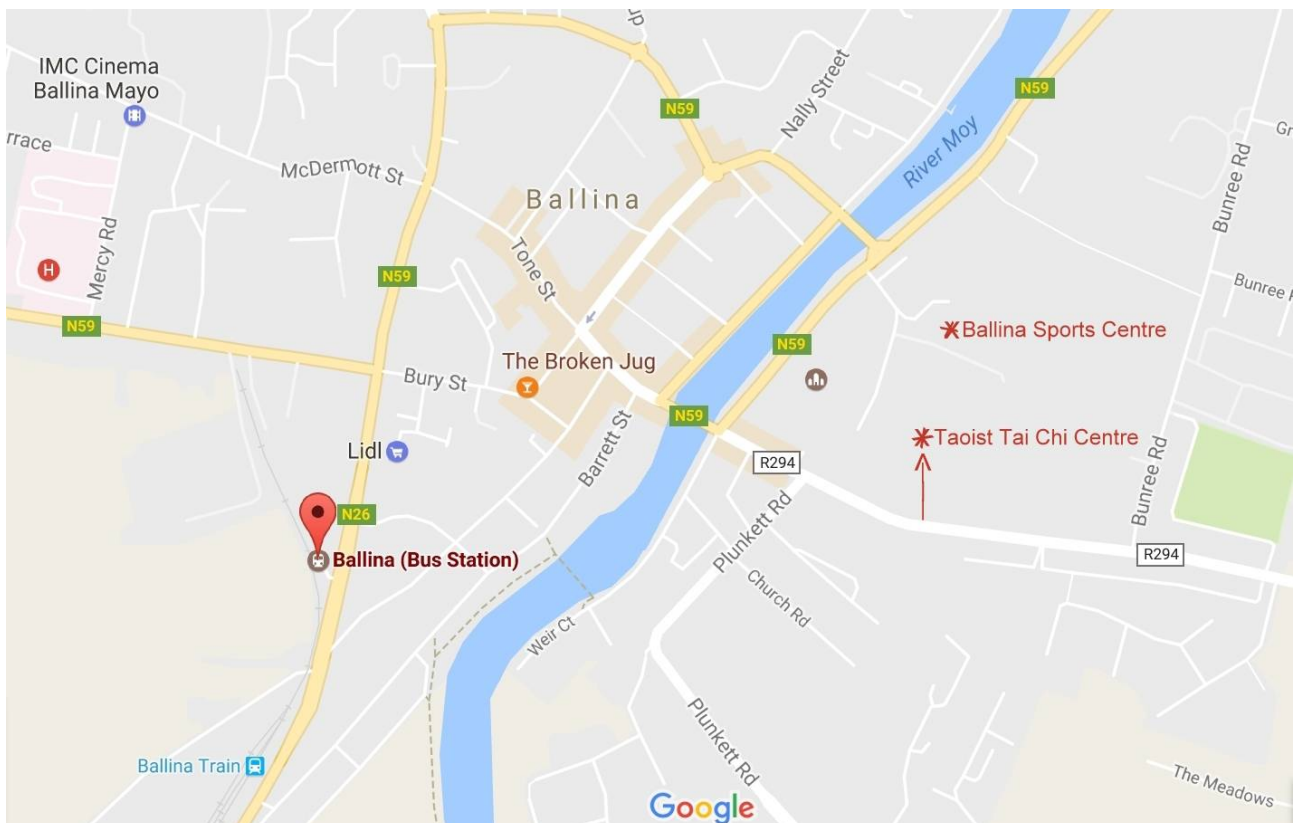 up
IMC Cinema
Ballina Mayo
N59
N59
Nally Street
River Moy
Bunree Rd
Gr
rrace
McDermott St
Ballina
Mercy Rd
H
Tone St
N59
N59
Bunree R
Ballina Sports Centre
N59
The Broken Jug
Bury St
N59
Barrett St
Taoist Tai Chi Centre
Lidl
R294
Bunree Rd
Plunkett Rd
N26
Ballina (Bus Station)
R294
Church Rd
Weir Ct
Plunkett Rd
Ballina Train
The Meadows
Google